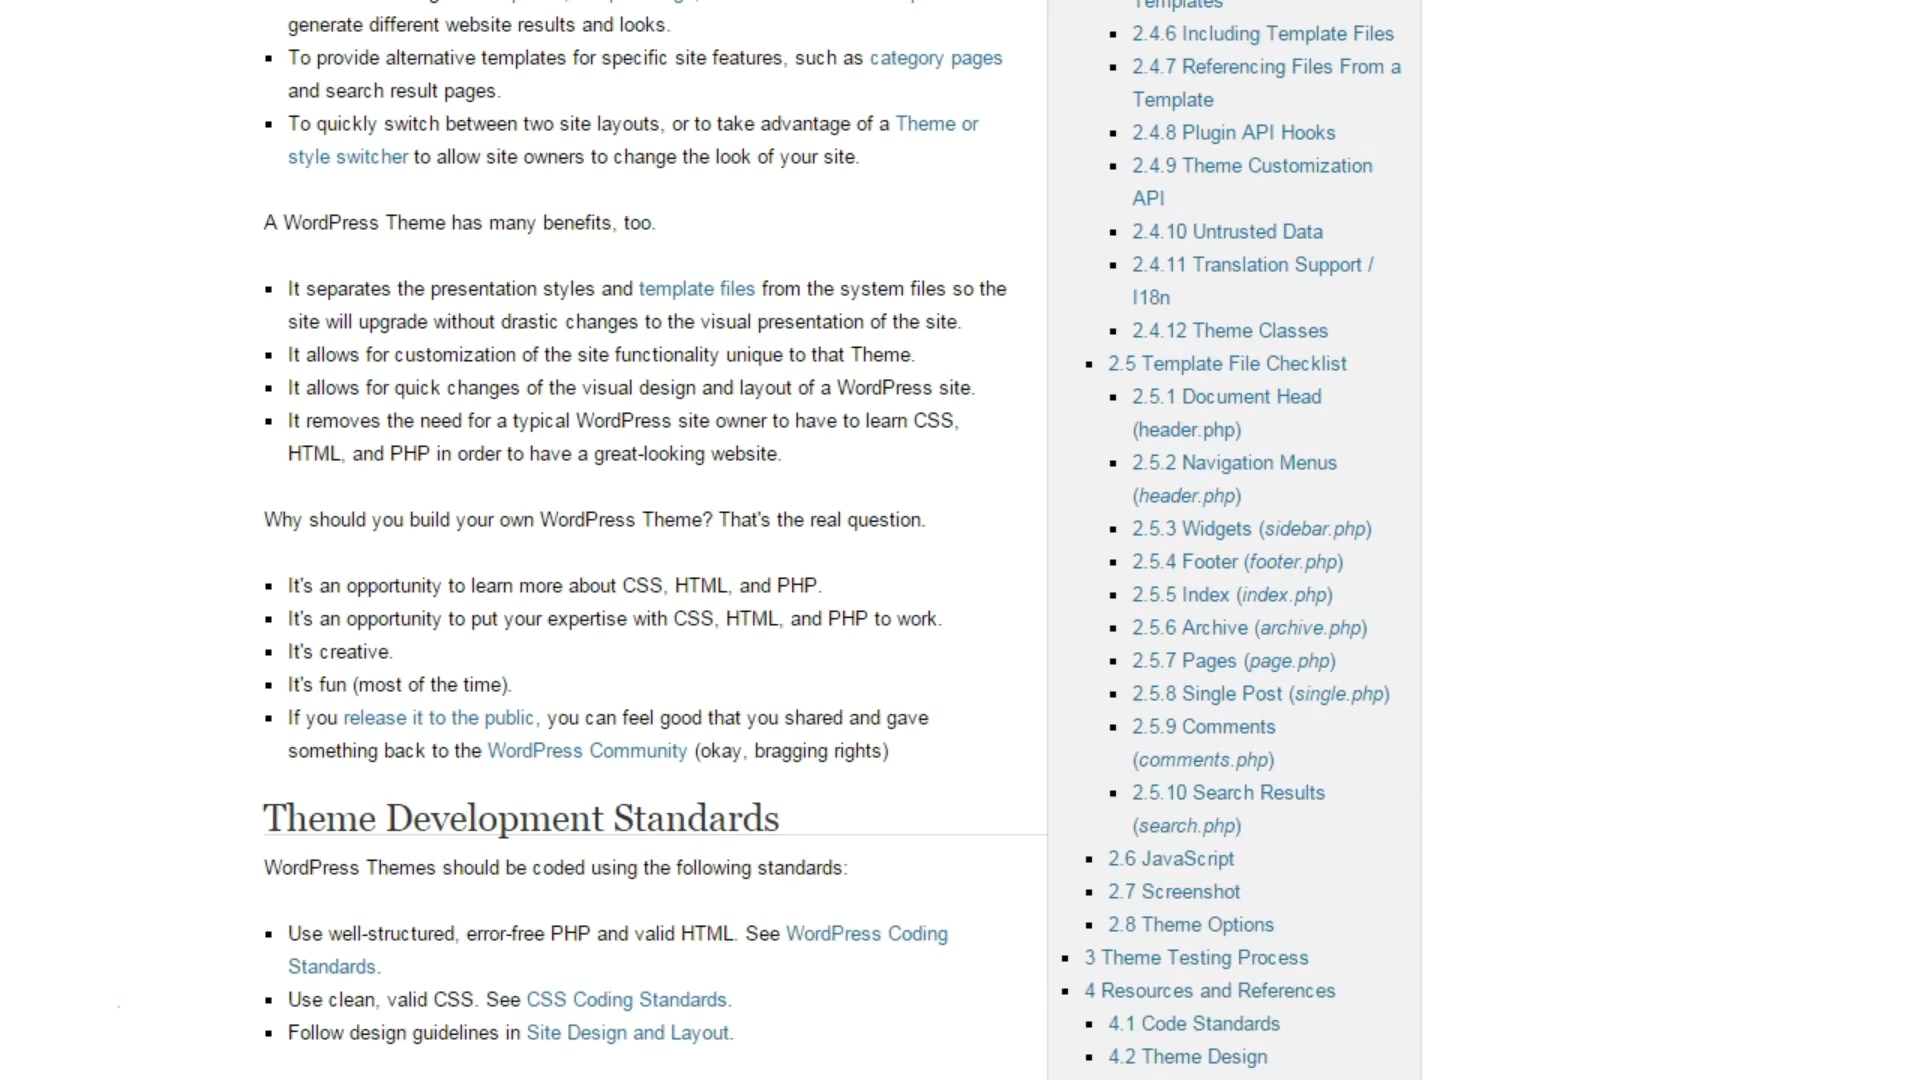 generate different website results and looks.
To provide alternative templates for specific site features, such as category pages
and search result pages.
To quickly switch between two site layouts, or to take advantage of a Theme or
style switcher to allow site owners to change the look of your site.
A WordPress Theme has many benefits, too.
It separates the presentation styles and template files from the system files so the
site will upgrade without drastic changes to the visual presentation of the site.
It allows for customization of the site functionality unique to that Theme.
It allows for quick changes of the visual design and layout of a WordPress site.
It removes the need for a typical WordPress site owner to have to learn CSS,
HTML, and PHP in order to have a great-looking website.
Why should you build your own WordPress Theme? That's the real question.
It's an opportunity to learn more about CSS, HTML, and PHP.
It's an opportunity to put your expertise with CSS, HTML, and PHP to work.
It's creative.
It's fun (most of the time).
If you release it to the public, you can feel good that you shared and gave
something back to the WordPress Community (okay, bragging rights)
Theme Development Standards
WordPress Themes should be coded using the following standards:
Use well-structured, error-free PHP and valid HTML. See WordPress Coding
Standards.
Use clean, valid CSS. See CSS Coding Standards.
Follow design guidelines in Site Design and Layout.
Templates
2.4.6 Including Template Files
2.4.7 Referencing Files From a
Template
2.4.8 Plugin API Hooks
2.4.9 Theme Customization
API
2.4.10 Untrusted Data
2.4.11 Translation Support /
I18n
2.4.12 Theme Classes
2.5 Template File Checklist
2.5.1 Document Head
(header.php)
2.5.2 Navigation Menus
(header.php)
2.5.3 Widgets (sidebar.php)
2.5.4 Footer (footer.php)
2.5.5 Index (index.php)
2.5.6 Archive (archive.php)
2.5.7 Pages (page.php)
2.5.8 Single Post (single.php)
2.5.9 Comments
(comments.php)
2.5.10 Search Results
(search.php)
2.6 JavaScript
2.7 Screenshot
2.8 Theme Options
3 Theme Testing Process
4 Resources and References
4.1 Code Standards
4.2 Theme Design